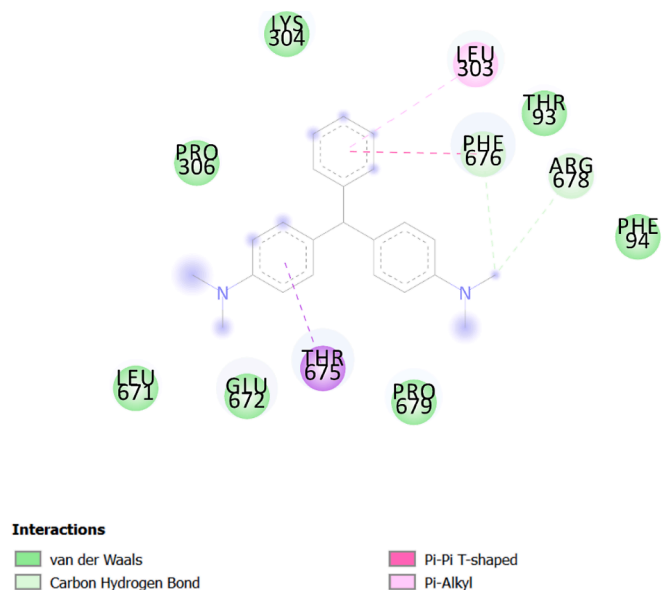 LYS
304
LEU
303
THR
93
PHE
676
PRO
306
ARG
678
PHE
94
N
N
THR
675
LEU
671
GLU
672
PRO
679
Interactions
van der Waals
Pi-Pi T-shaped
Carbon Hydrogen Bond
Pi-Alkyl